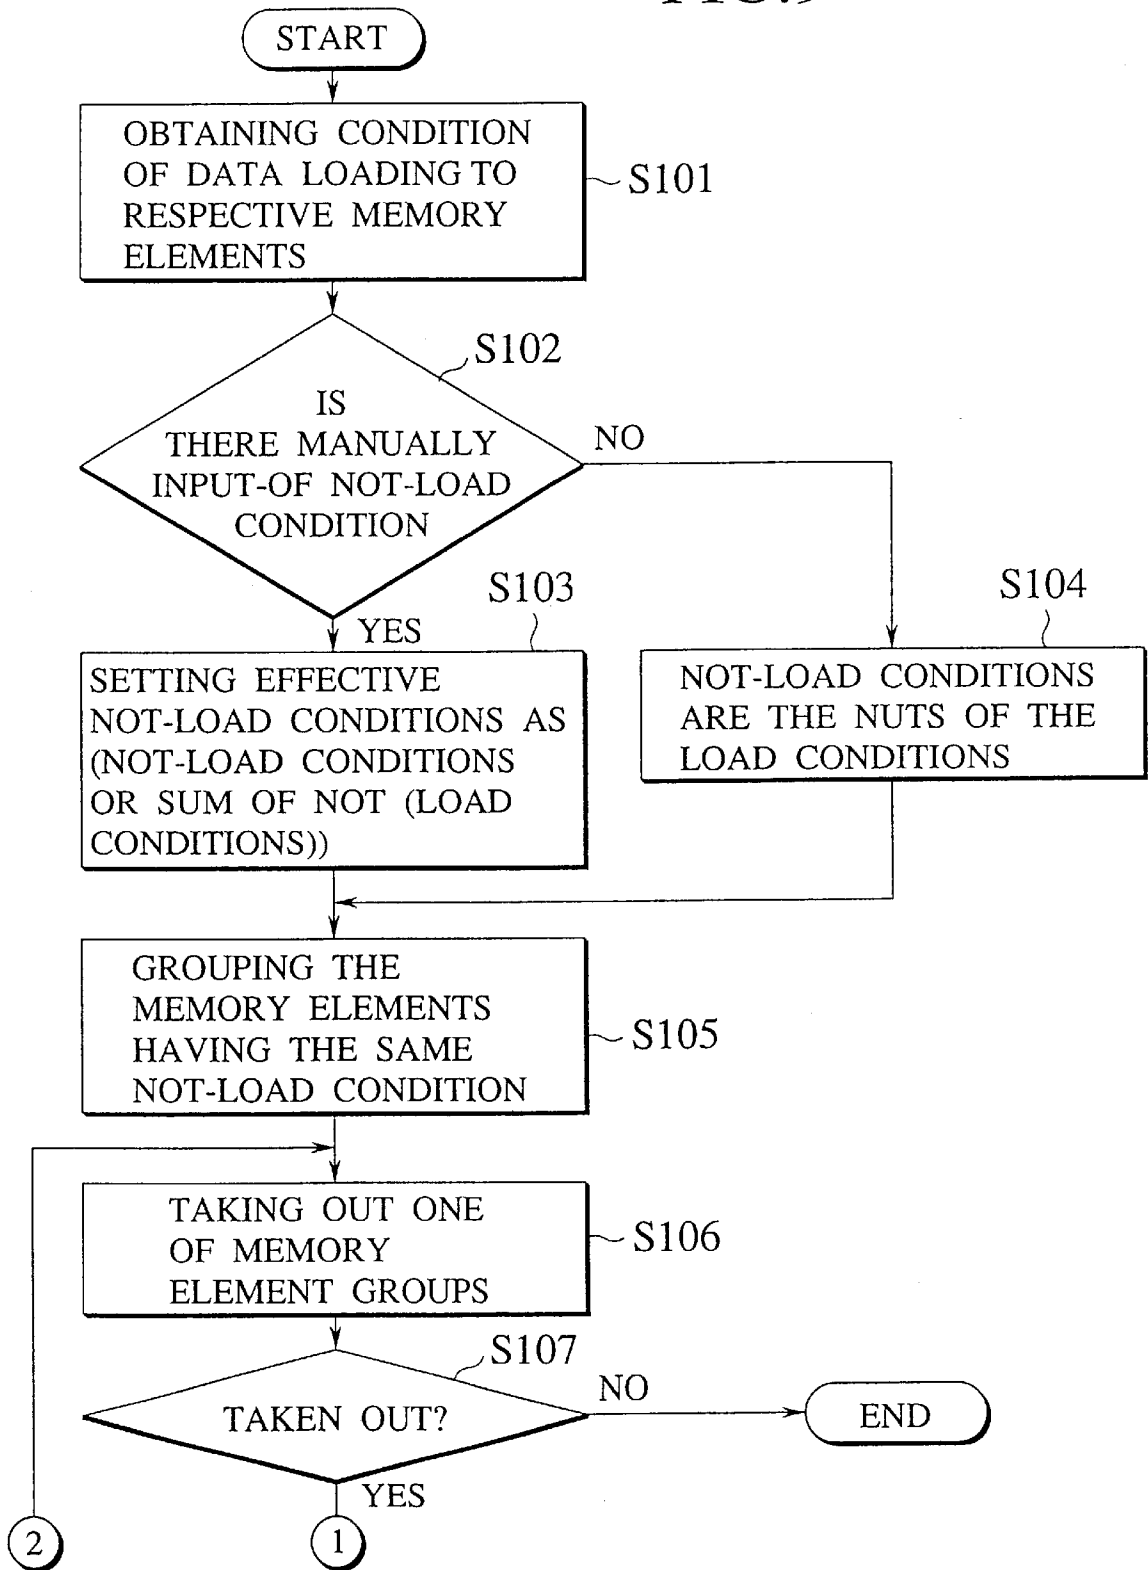 START
OBTAINING CONDITION
OF DATA LOADING TO
RESPECTIVE MEMORY
ELEMENTS
S101
S102
IS
THERE MANUALLY
INPUT-OF NOT-LOAD
CONDITION
NO
YES
S103
SETTING EFFECTIVE
NOT-LOAD CONDITIONS AS
(NOT-LOAD CONDITIONS
OR SUM OF NOT (LOAD
CONDITIONS))
S104
NOT-LOAD CONDITIONS
ARE THE NUTS OF THE
LOAD CONDITIONS
GROUPING THE
MEMORY ELEMENTS
HAVING THE SAME
NOT-LOAD CONDITION
S105
TAKING OUT ONE
OF MEMORY
ELEMENT GROUPS
S106
S107
TAKEN OUT?
NO
END
YES
2
1